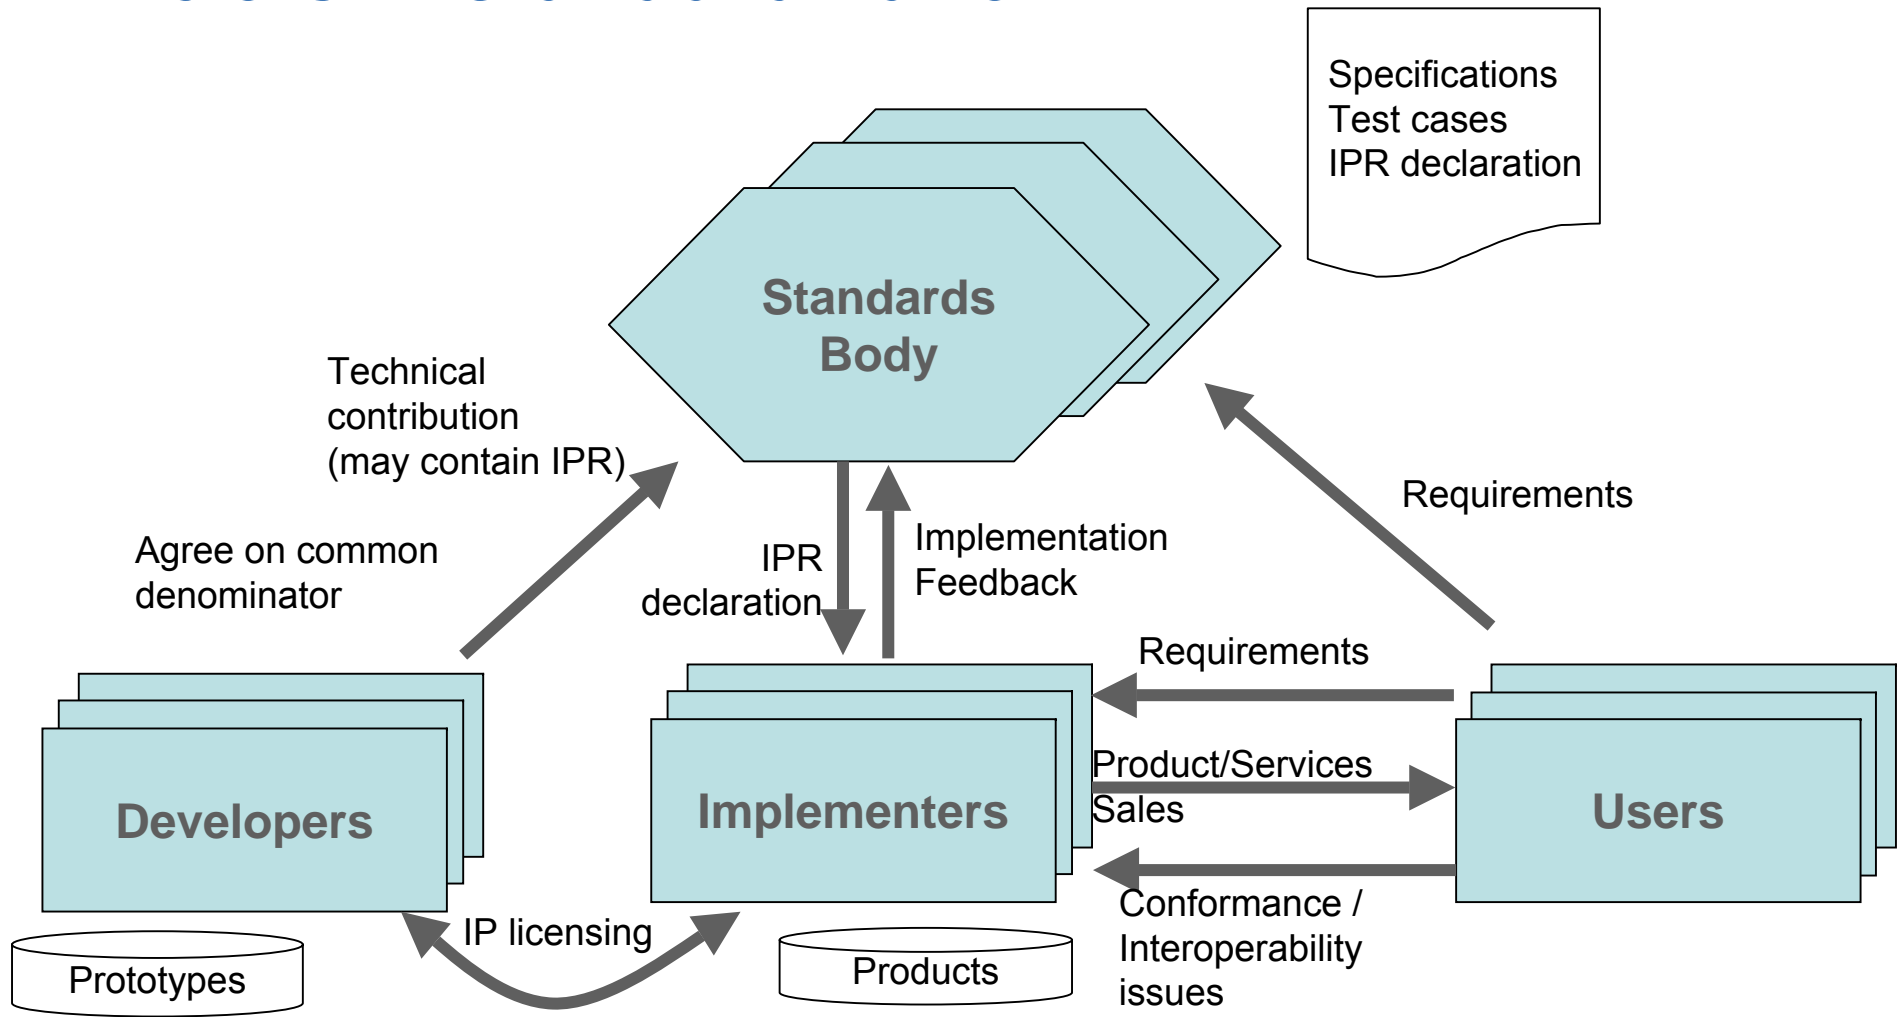 Specifications
Test cases
IPR declaration
Standards
Body
Technical
contribution
(may contain IPR)
Requirements
Agree on common
denominator
IPR
declaration
Implementation
Feedback
Requirements
Product/Services
Sales
Developers
Implementers
Users
Conformance /
Interoperability
issues
IP licensing
Prototypes
Products